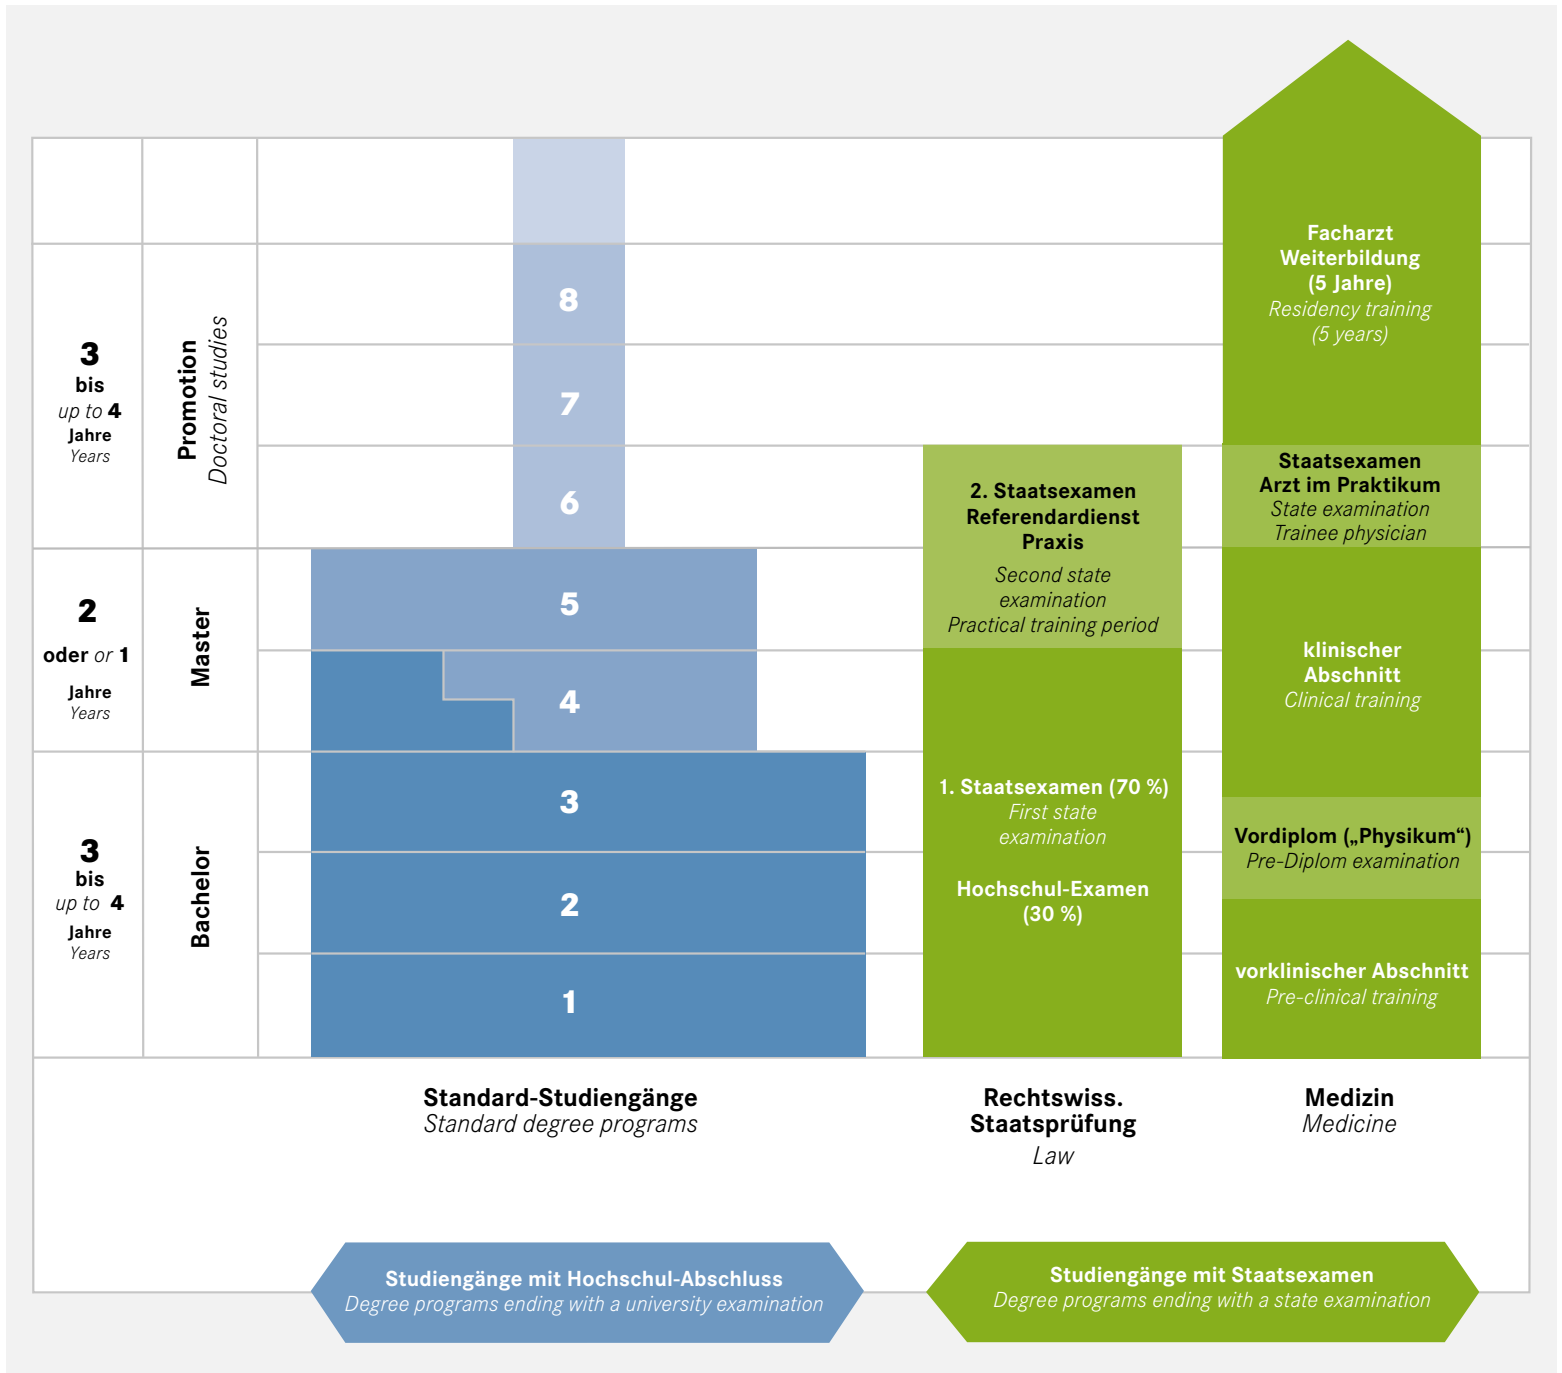 3
bis
up to 4
Jahre
Years
Promotion
Doctoral studies
2
oder or 1
Jahre
Years
Master
3
bis
up to 4
Jahre
Years
Bachelor
8
7
6
5
4
3
2
1
2. Staatsexamen
Referendardienst
Praxis
Second state
examination
Practical training period
1. Staatsexamen (70 %)
First state
examination
Hochschul-Examen
(30 %)
Facharzt
Weiterbildung
(5 Jahre)
Residency training
(5 years)
Staatsexamen
Arzt im Praktikum
State examination
Trainee physician
klinischer
Abschnitt
Clinical training
Vordiplom („Physikum“)
Pre-Diplom examination
vorklinischer Abschnitt
Pre-clinical training
Standard-Studiengänge
Standard degree programs
Rechtswiss.
Staatsprüfung
Law
Medizin
Medicine
Studiengänge mit Hochschul-Abschluss
Degree programs ending with a university examination
Studiengänge mit Staatsexamen
Degree programs ending with a state examination